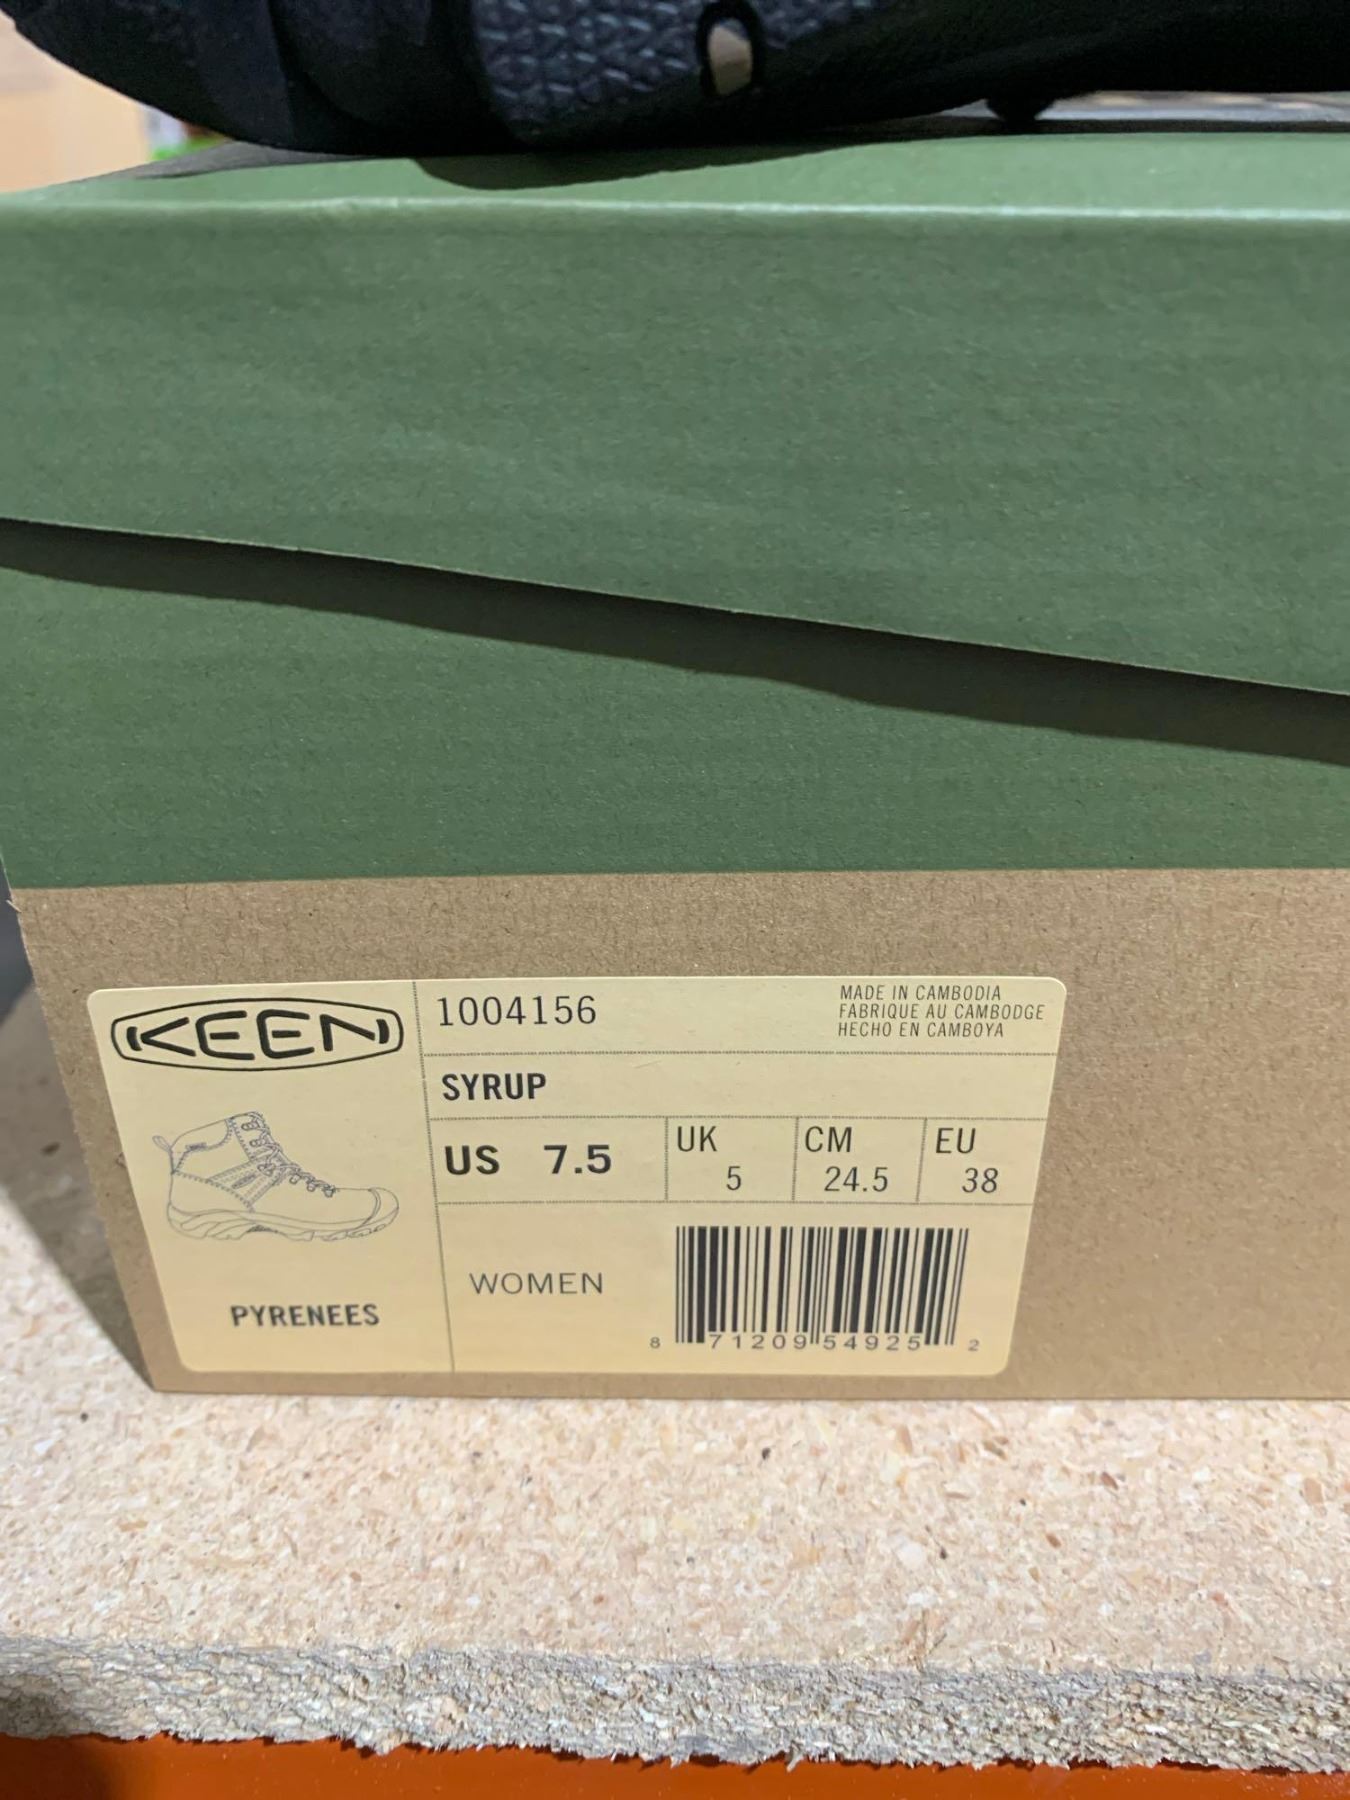 KEEN
1004156
MADE IN CAMBODIA
FABRIQUE AU CAMBODGE
HECHO EN CAMBOYA
SYRUP
US 7.5
UK
5
CM
24.5
EU
38
WOMEN
PYRENEES
8 71209 54925 2